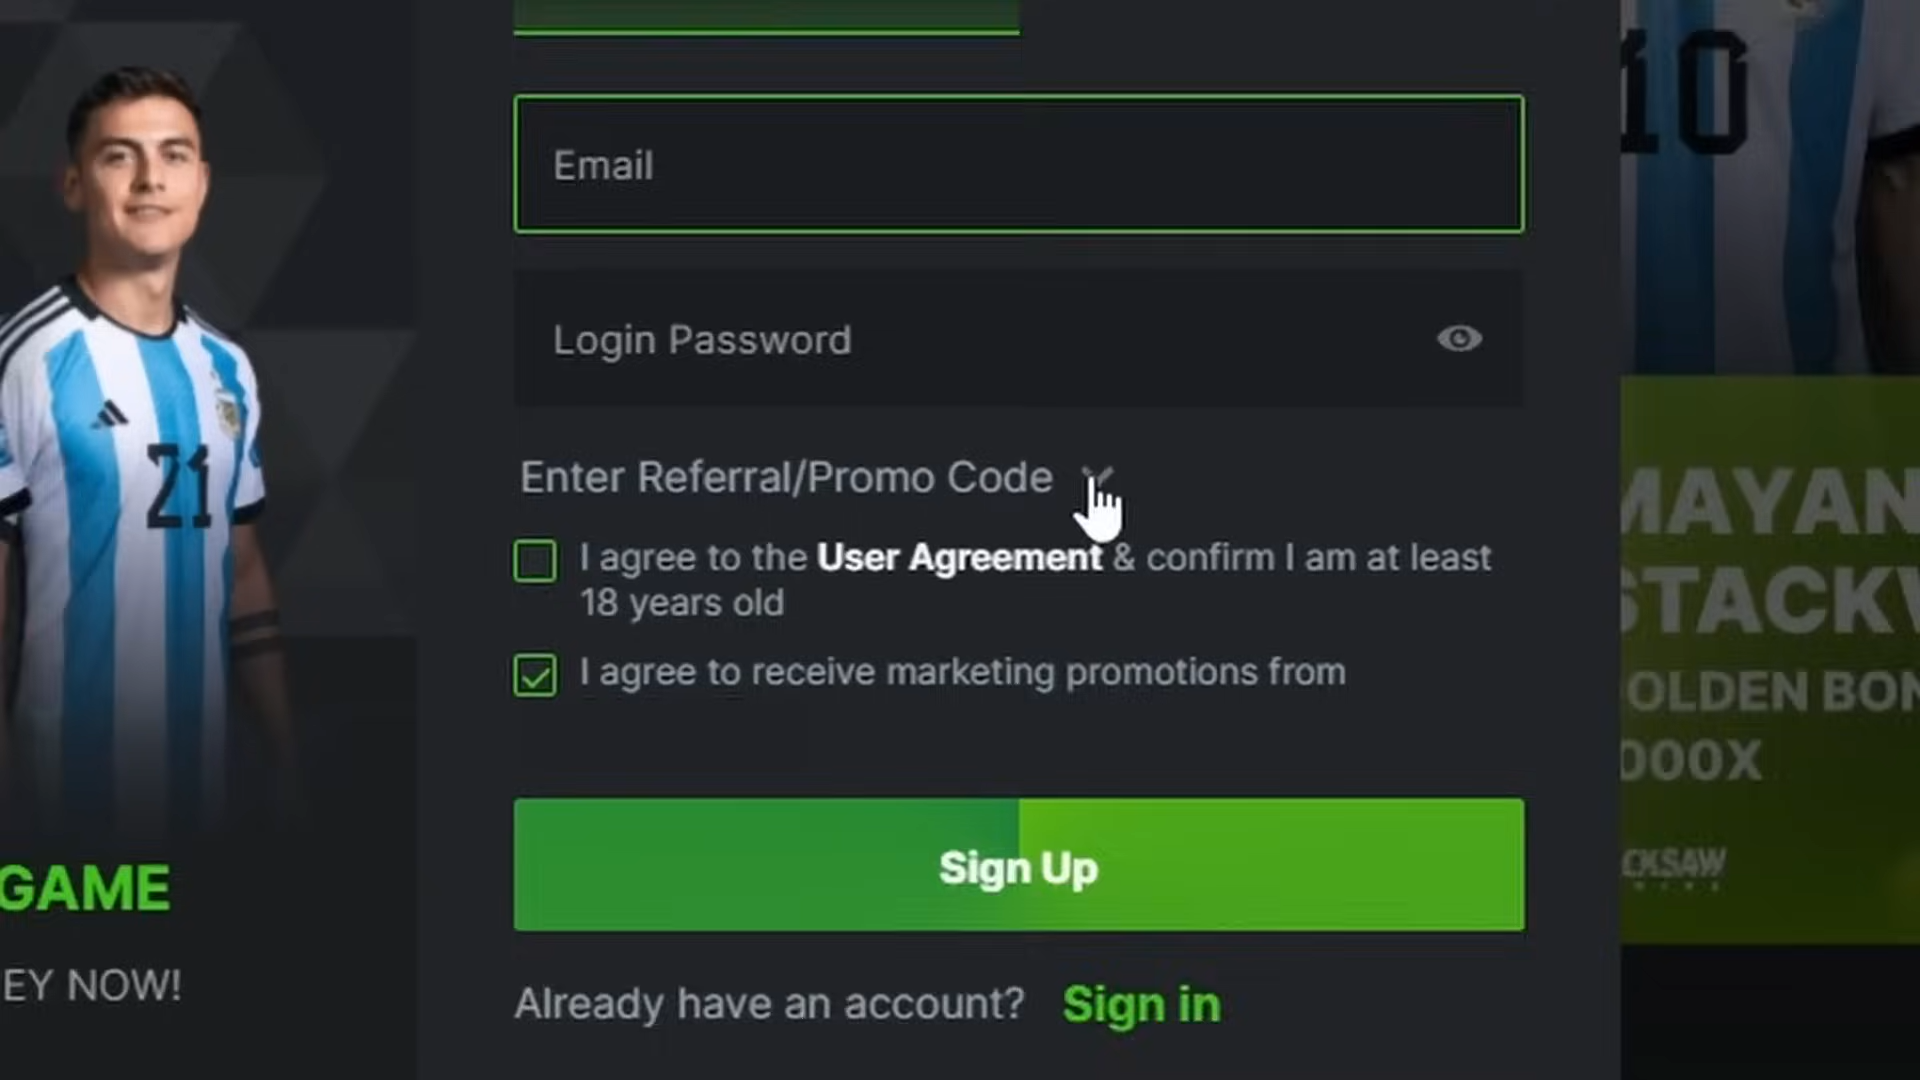 Email
Login Password
Enter Referral/Promo Code
I agree to the User Agreement & confirm I am at least
18 years old
I agree to receive marketing promotions from
Sign Up
Already have an account? Sign in
21
GAME
EY NOW!
10
MAYAN
STACKW
OLDEN BON
000X
CKSAW